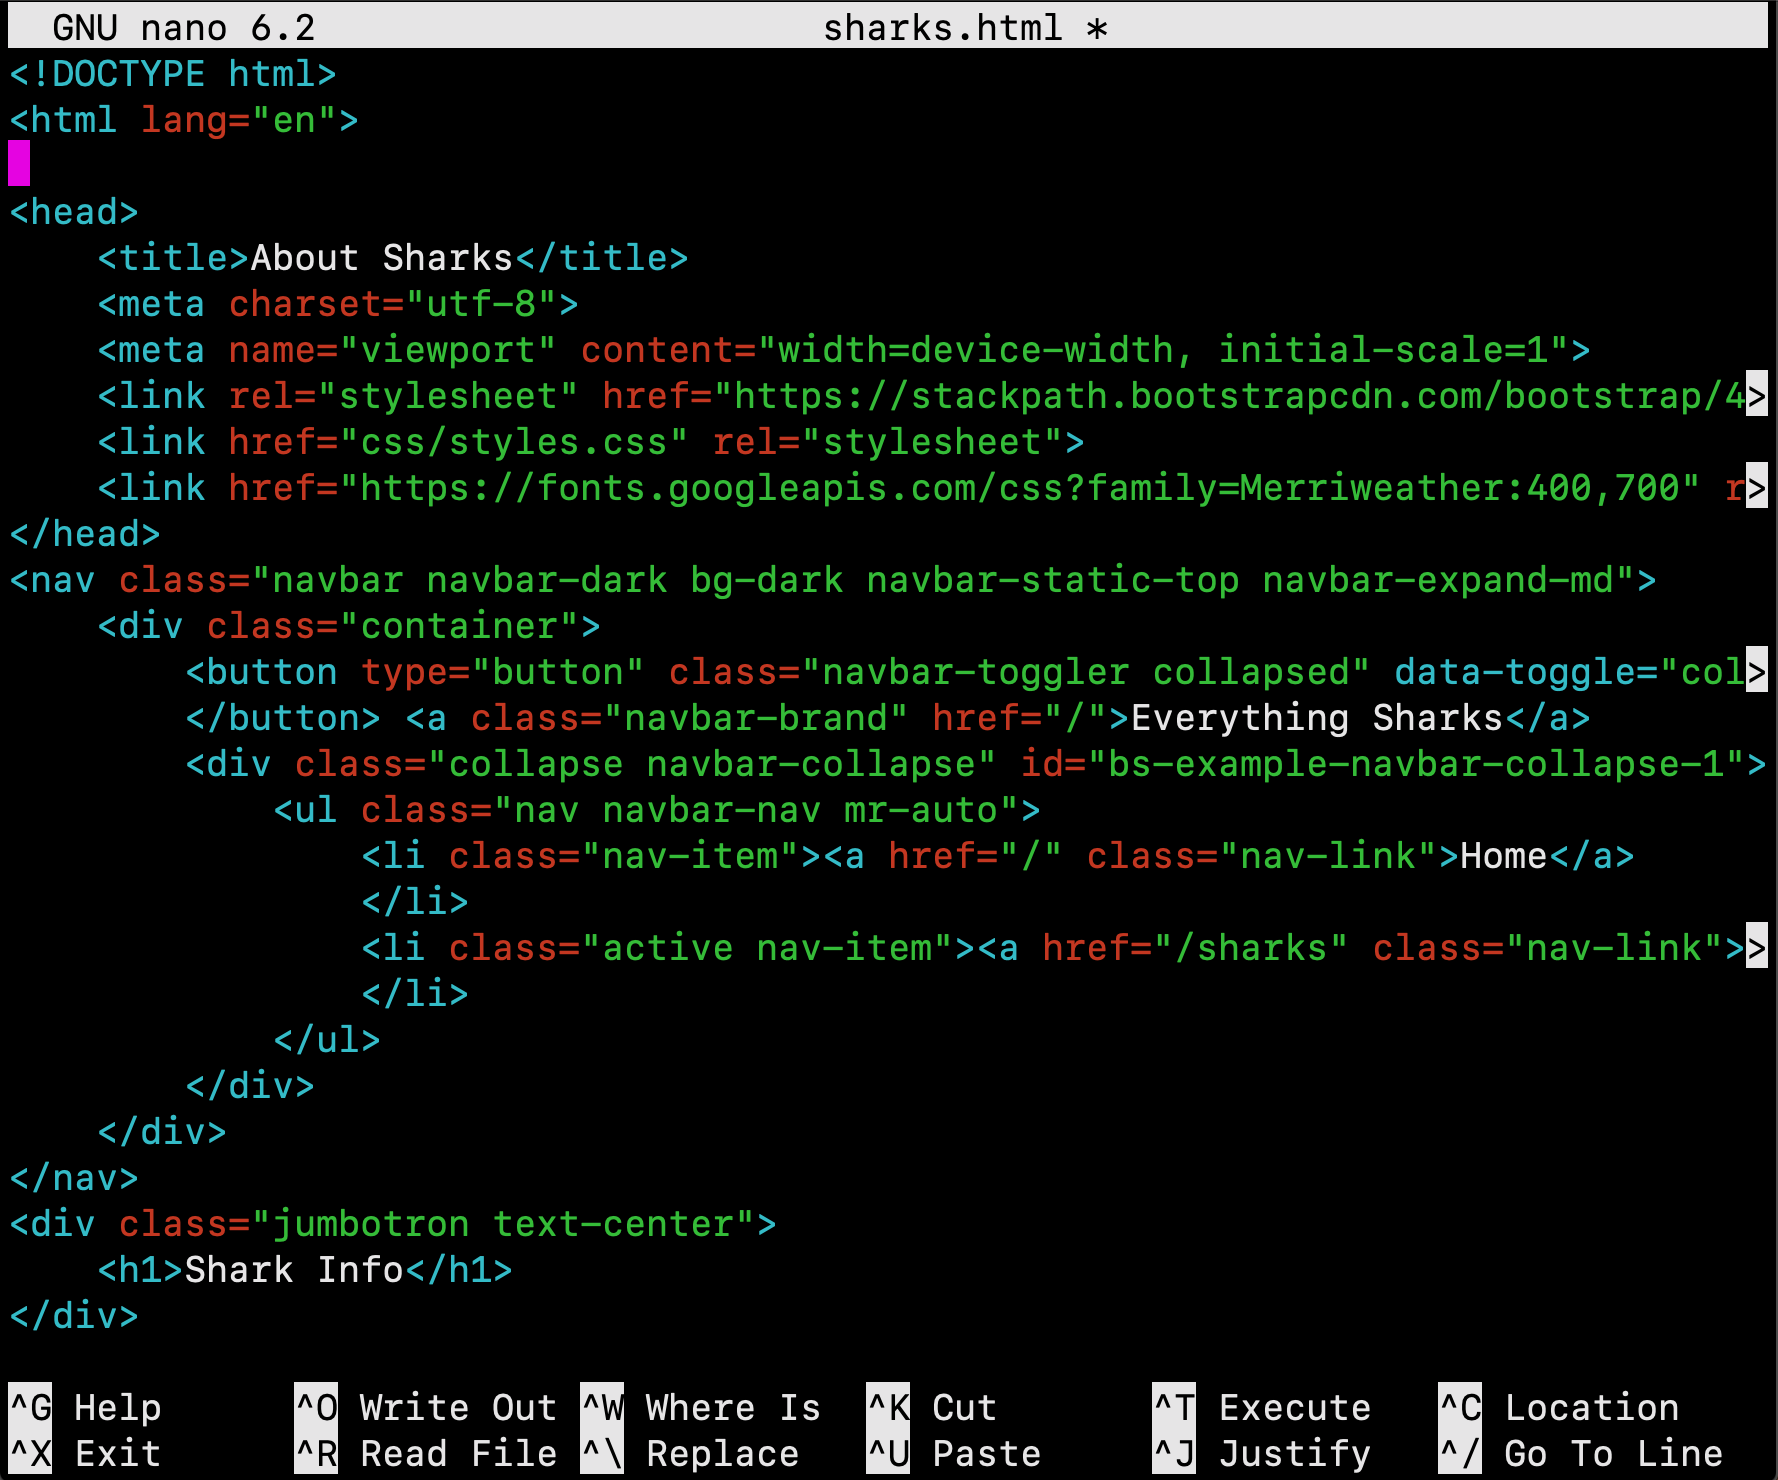 GNU nano 6.2                       sharks.html *
<!DOCTYPE html>
<html lang="en">

<head>
    <title>About Sharks</title>
    <meta charset="utf-8">
    <meta name="viewport" content="width=device-width, initial-scale=1">
    <link rel="stylesheet" href="https://stackpath.bootstrapcdn.com/bootstrap/4>
    <link href="css/styles.css" rel="stylesheet">
    <link href="https://fonts.googleapis.com/css?family=Merriweather:400,700" r>
</head>
<nav class="navbar navbar-dark bg-dark navbar-static-top navbar-expand-md">
    <div class="container">
        <button type="button" class="navbar-toggler collapsed" data-toggle="col>
        </button> <a class="navbar-brand" href="/">Everything Sharks</a>
        <div class="collapse navbar-collapse" id="bs-example-navbar-collapse-1">
            <ul class="nav navbar-nav mr-auto">
                <li class="nav-item"><a href="/" class="nav-link">Home</a>
                </li>
                <li class="active nav-item"><a href="/sharks" class="nav-link">>
                </li>
            </ul>
        </div>
    </div>
</nav>
<div class="jumbotron text-center">
    <h1>Shark Info</h1>
</div>

^G Help      ^O Write Out ^W Where Is  ^K Cut       ^T Execute   ^C Location
^X Exit      ^R Read File ^\ Replace   ^U Paste     ^J Justify   ^/ Go To Line